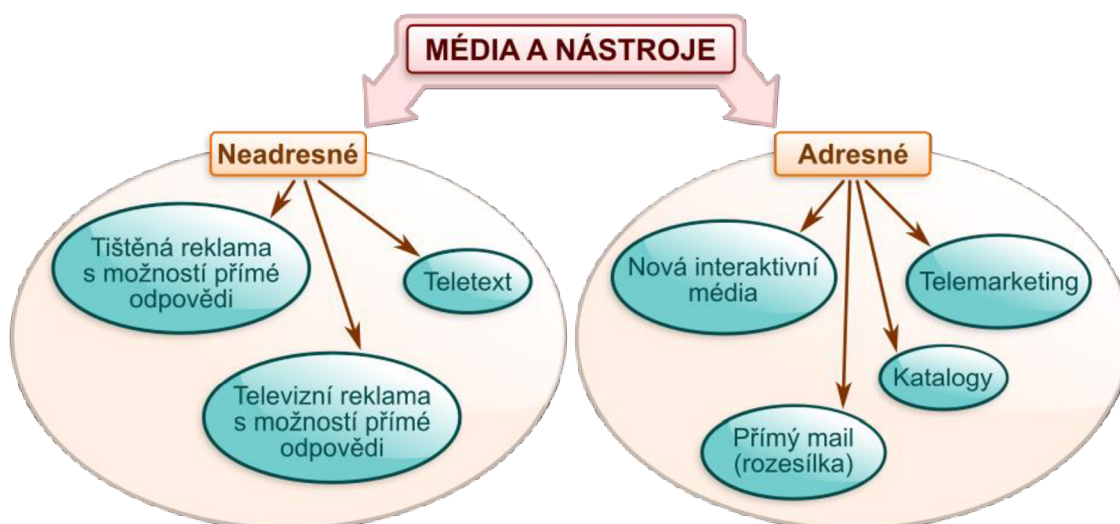 MÉDIA A NÁSTROJE
Neadresné
Tištěná reklama
s možností přímé
odpovědi
Teletext
Televizní reklama
s možností přímé
odpovědi
Adresné
Nová interaktivní
média
Telemarketing
Katalogy
Přímý mail
(rozesílka)